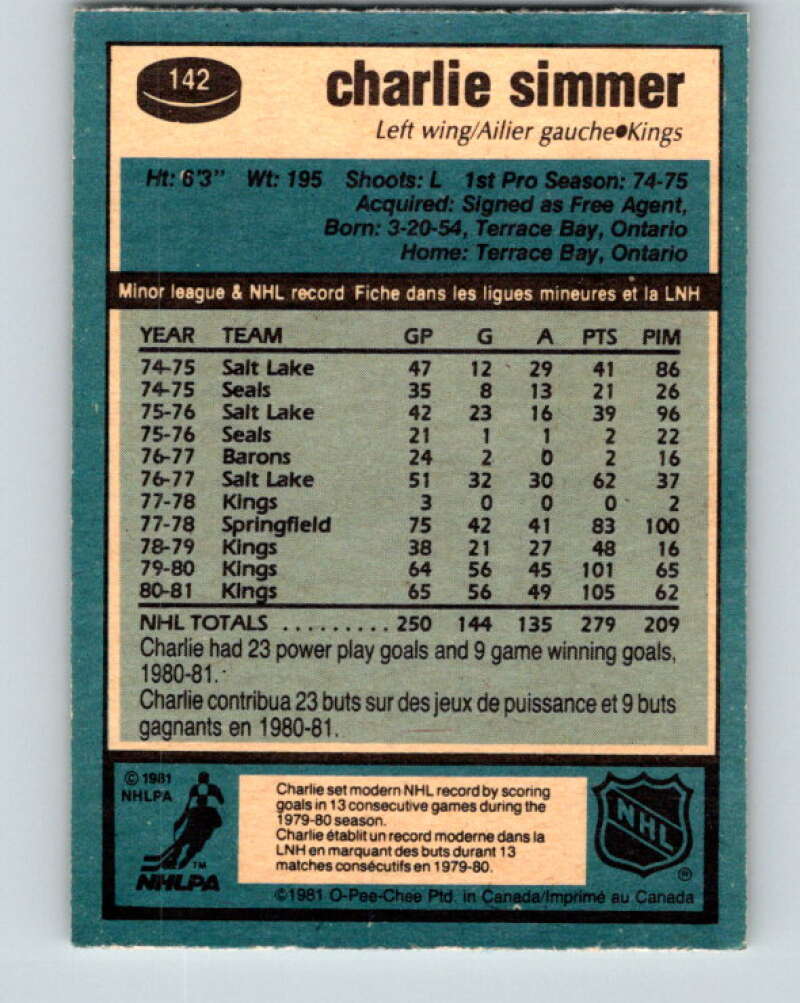 142
charlie simmer
Left wing/Ailier gauche●Kings
Ht: 6'3" Wt: 195 Shoots: L 1st Pro Season: 74-75
Acquired: Signed as Free Agent,
Born: 3-20-54, Terrace Bay, Ontario
Home: Terrace Bay, Ontario
Minor league & NHL record Fiche dans les ligues mineures et la LNH
YEAR TEAM GP G A PTS PIM
74-75 Salt Lake 47 12 29 41 86
74-75 Seals 35 8 13 21 26
75-76 Salt Lake 42 23 16 39 96
75-76 Seals 21 1 1 2 22
76-77 Barons 24 2 0 2 16
76-77 Salt Lake 51 32 30 62 37
77-78 Kings 3 0 0 0 2
77-78 Springfield 75 42 41 83 100
78-79 Kings 38 21 27 48 16
79-80 Kings 64 56 45 101 65
80-81 Kings 65 56 49 105 62
NHL TOTALS ......... 250 144 135 279 209
Charlie had 23 power play goals and 9 game winning goals,
1980-81.
Charlie contribua 23 buts sur des jeux de puissance et 9 buts
gagnants en 1980-81.
© 1981
NHLPA
Charlie set modern NHL record by scoring
goals in 13 consecutive games during the
1979-80 season.
Charlie établit un record moderne dans la
LNH en marquant des buts durant 13
matches consécutifs en 1979-80.
NHL
®
TM
NHLPA
©1981 O-Pee-Chee Ptd. in Canada/Imprimé au Canada